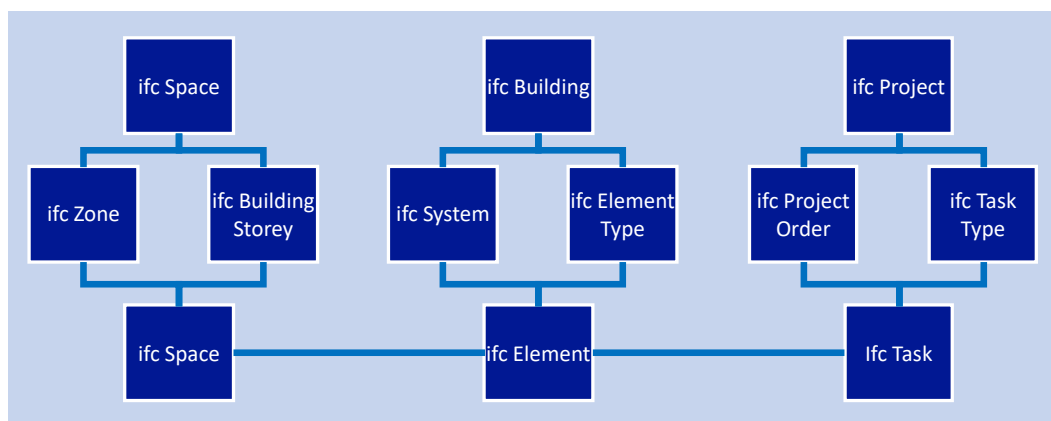 ifc Space
ifc Building
ifc Project
ifc Zone
ifc Building
Storey
ifc System
ifc Element
Type
ifc Project
Order
ifc Task
Type
ifc Space
ifc Element
Ifc Task